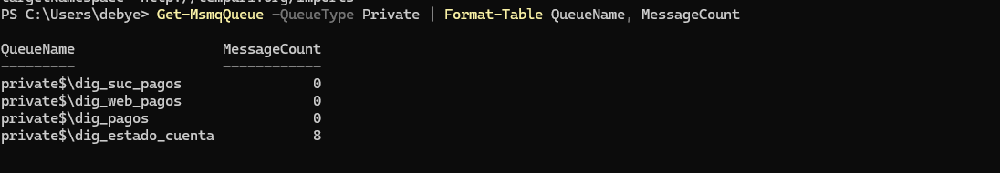 PS C:\Users\debye> Get-MsmqQueue -QueueType Private | Format-Table QueueName, MessageCount
QueueName MessageCount
--------- ------------
private$\dig_suc_pagos 0
private$\dig_web_pagos 0
private$\dig_pagos 0
private$\dig_estado_cuenta 8